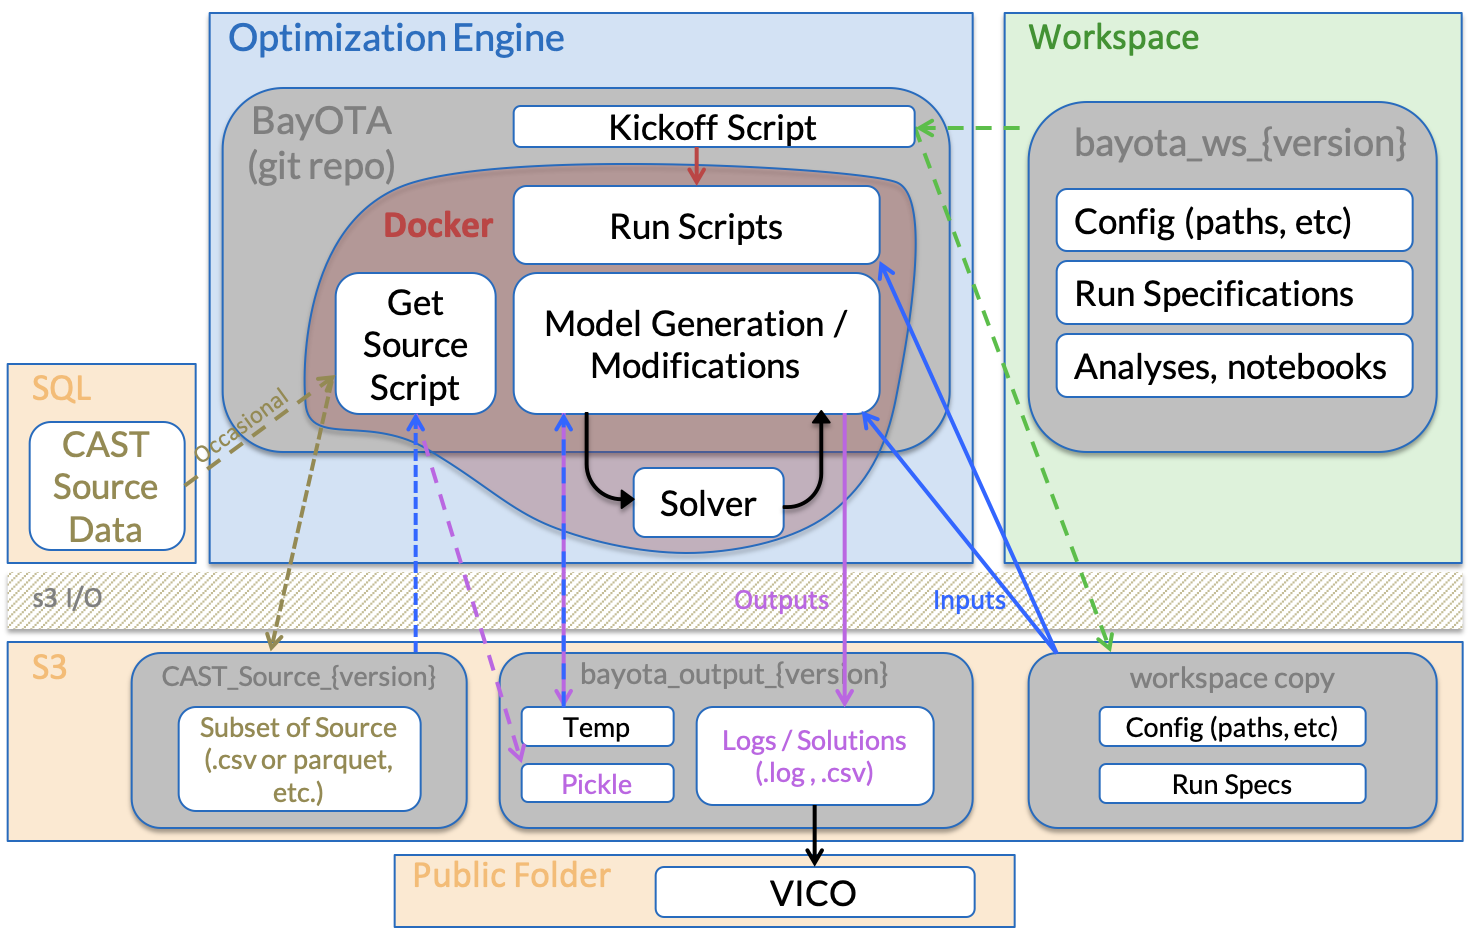 Optimization Engine
Workspace
BayOTA
(git repo)
Kickoff Script
Docker
Run Scripts
Get
Source
Script
Model Generation /
Modifications
Solver
bayota_ws_{version}
Config (paths, etc)
Run Specifications
Analyses, notebooks
SQL
CAST
Source
Data
Occasional
s3 I/O
Outputs
Inputs
S3
CAST_Source_{version}
Subset of Source
(.csv or parquet,
etc.)
bayota_output_{version}
Temp
Pickle
Logs / Solutions
(.log , .csv)
workspace copy
Config (paths, etc)
Run Specs
Public Folder
VICO